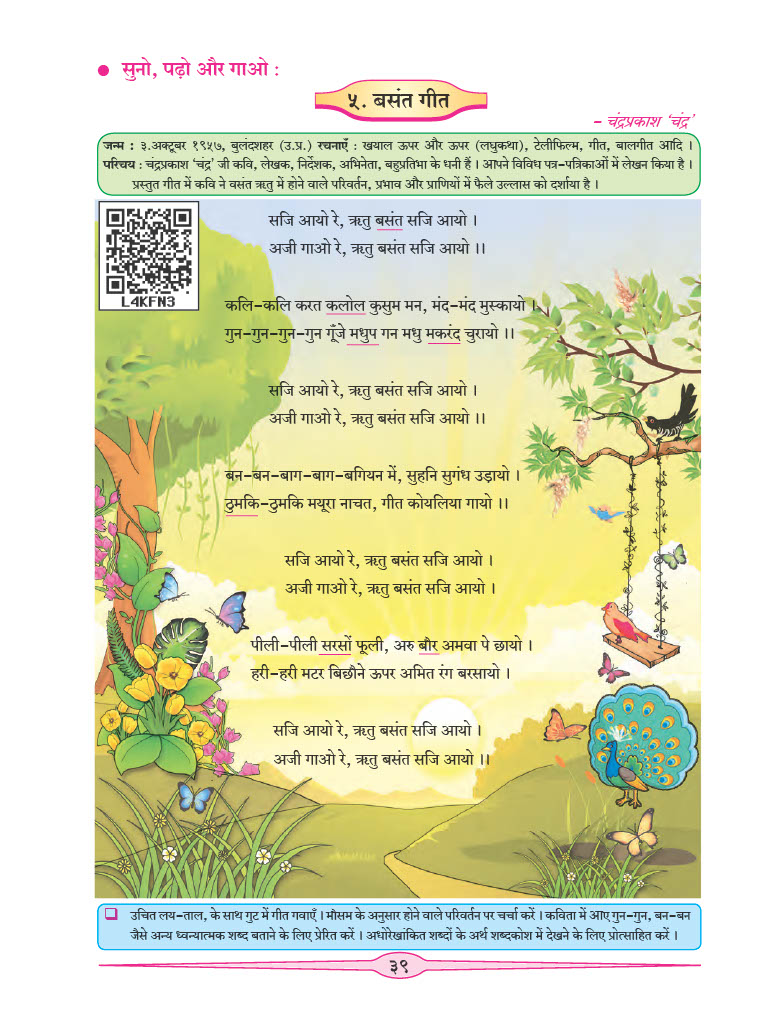 ● सुनो, पढ़ो और गाओ :
५. बसंत गीत
– चंद्रप्रकाश ‘चंद्र’
जन्म : ३.अक्टूबर १९५७, बुलंदशहर (उ.प्र.) रचनाएँ : खयाल ऊपर और ऊपर (लघुकथा), टेलीफिल्म, गीत, बालगीत आदि ।
परिचय : चंद्रप्रकाश ‘चंद्र’ जी कवि, लेखक, निर्देशक, अभिनेता, बहुप्रतिभा के धनी हैं । आपने विविध पत्र-पत्रिकाओं में लेखन किया है ।
प्रस्तुत गीत में कवि ने वसंत ऋतु में होने वाले परिवर्तन, प्रभाव और प्राणियों में फैले उल्लास को दर्शाया है ।
L4KFN3
सजि आयो रे, ऋतु बसंत सजि आयो ।
अजी गाओ रे, ऋतु बसंत सजि आयो ।।
कलि-कलि करत कलोल कुसुम मन, मंद-मंद मुस्कायो ।
गुन-गुन-गुन-गुन गूँजे मधुप गन मधु मकरंद चुरायो ।।
सजि आयो रे, ऋतु बसंत सजि आयो ।
अजी गाओ रे, ऋतु बसंत सजि आयो ।।
बन-बन-बाग-बाग-बगियन में, सुहनि सुगंध उड़ायो ।
ठुमकि-ठुमकि मयूरा नाचत, गीत कोयलिया गायो ।।
सजि आयो रे, ऋतु बसंत सजि आयो ।
अजी गाओ रे, ऋतु बसंत सजि आयो ।
पीली-पीली सरसों फूली, अरु बौर अमवा पे छायो ।
हरी-हरी मटर बिछौने ऊपर अमित रंग बरसायो ।
सजि आयो रे, ऋतु बसंत सजि आयो ।
अजी गाओ रे, ऋतु बसंत सजि आयो ।।
❑ उचित लय-ताल, के साथ गुट में गीत गवाएँ । मौसम के अनुसार होने वाले परिवर्तन पर चर्चा करें । कविता में आए गुन-गुन, बन-बन
जैसे अन्य ध्वन्यात्मक शब्द बताने के लिए प्रेरित करें । अधोरेखांकित शब्दों के अर्थ शब्दकोश में देखने के लिए प्रोत्साहित करें ।
३९